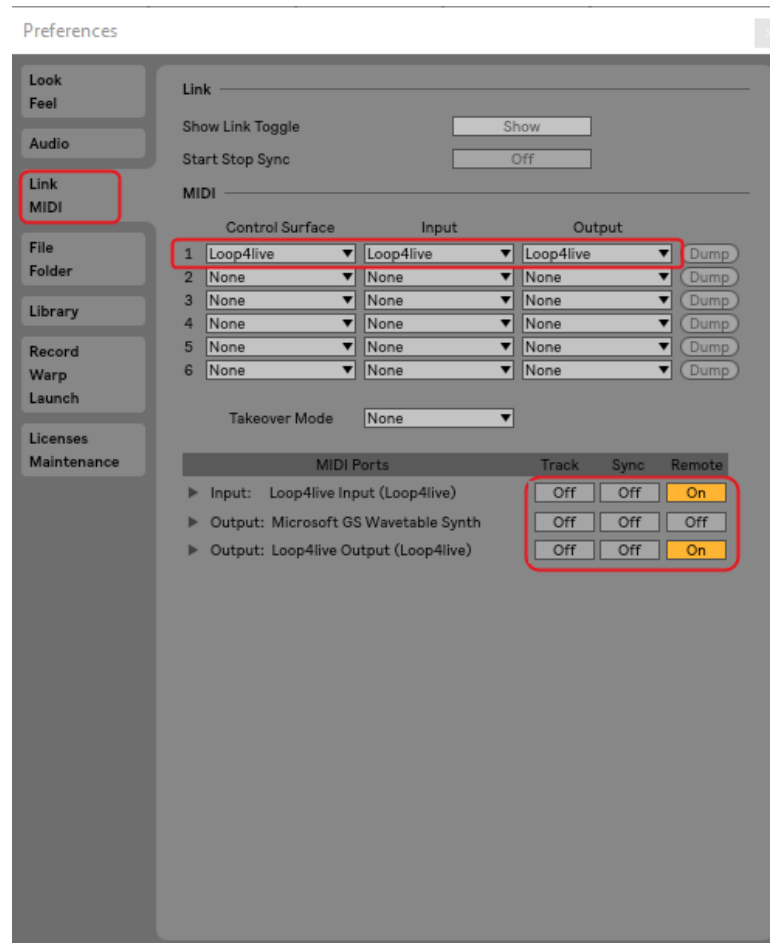 Preferences
Look
Feel
Audio
Link
MIDI
File
Folder
Library
Record
Warp
Launch
Licenses
Maintenance
Link
Show Link Toggle Show
Start Stop Sync Off
MIDI
Control Surface Input Output
1 Loop4live Loop4live Loop4live Dump
2 None None None Dump
3 None None None Dump
4 None None None Dump
5 None None None Dump
6 None None None Dump
Takeover Mode None
MIDI Ports Track Sync Remote
Input: Loop4live Input (Loop4live) Off Off On
Output: Microsoft GS Wavetable Synth Off Off Off
Output: Loop4live Output (Loop4live) Off Off On